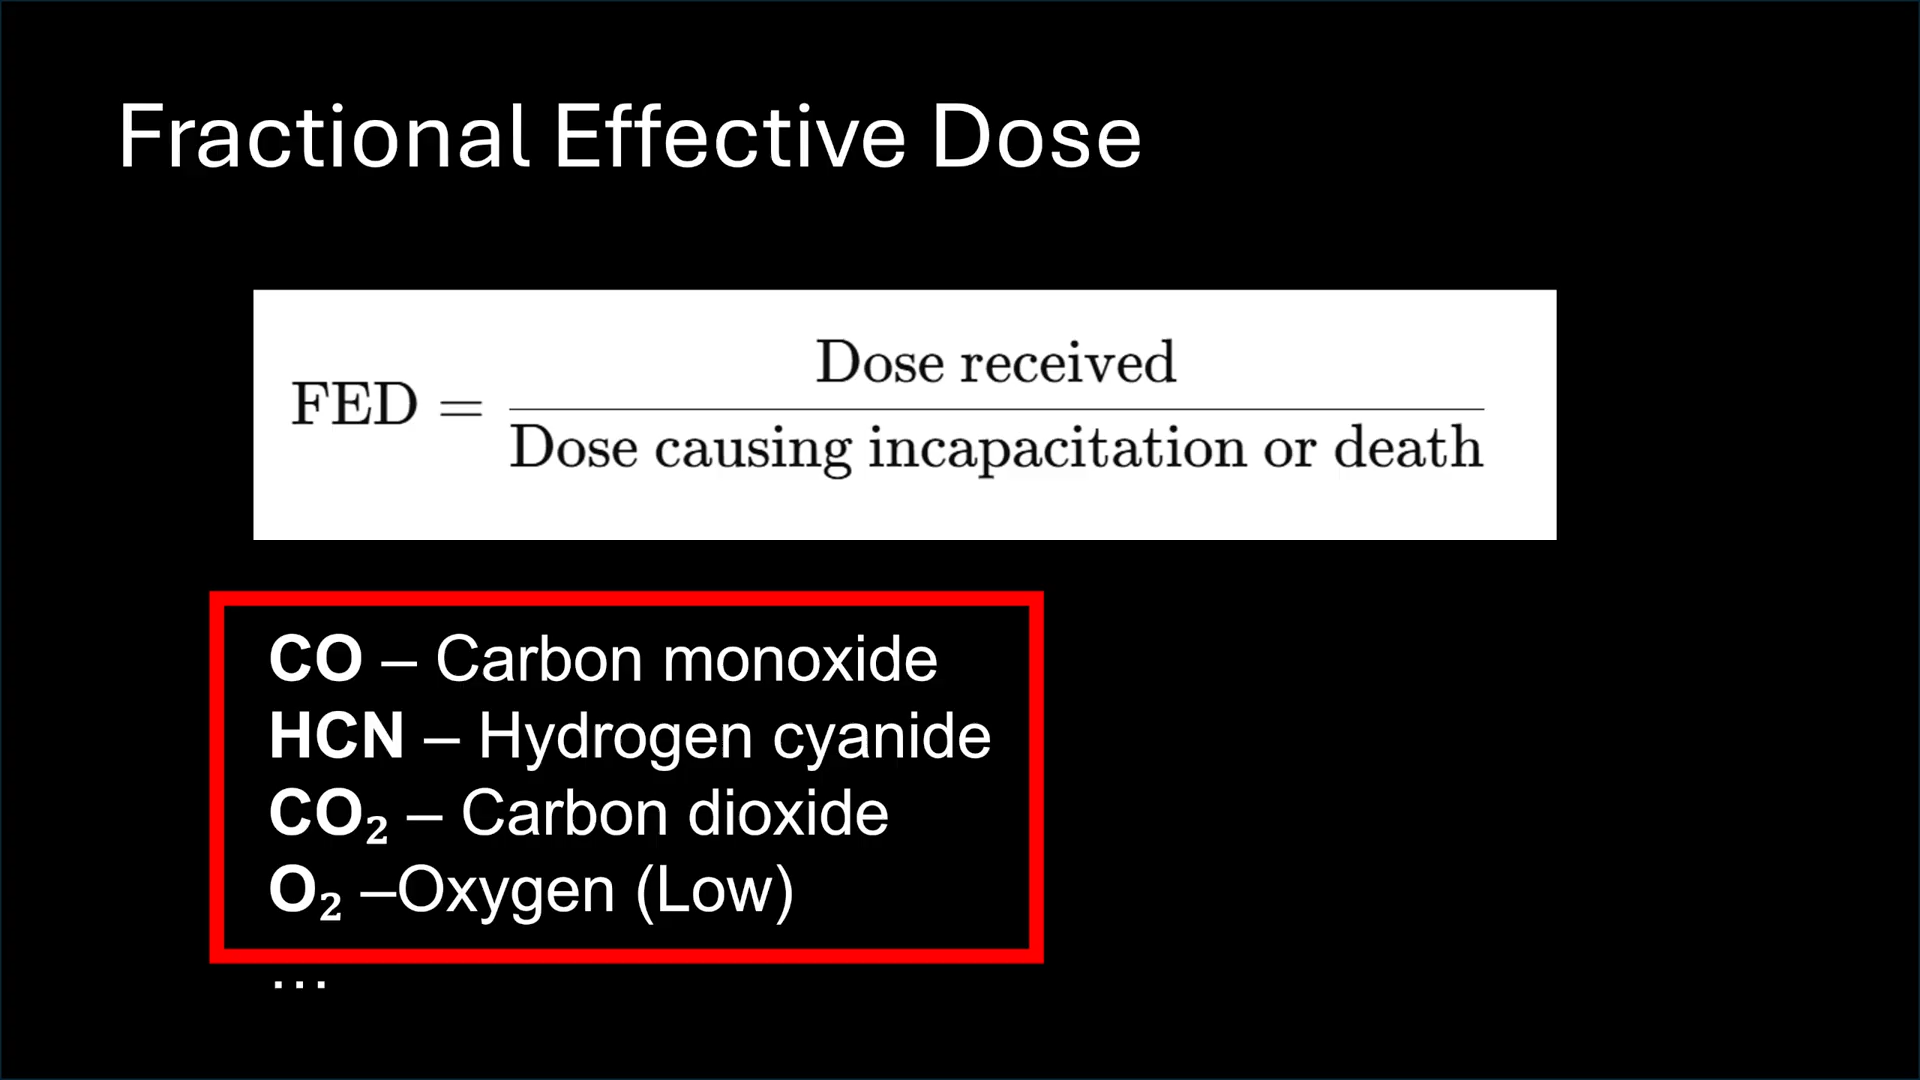 Fractional Effective Dose
FED = Dose received / Dose causing incapacitation or death
CO – Carbon monoxide
HCN – Hydrogen cyanide
CO₂ – Carbon dioxide
O₂ –Oxygen (Low)
…